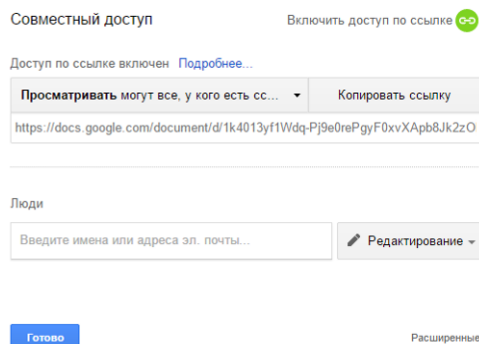 Совместный доступ
Включить доступ по ссылке
Доступ по ссылке включен Подробнее...
Просматривать могут все, у кого есть сс... Копировать ссылку
https://docs.google.com/document/d/1k4013yf1Wdq-Pj9e0rePgyF0xvXApb8Jk2zO
Люди
Введите имена или адреса эл. почты... Редактирование
Готово
Расширенные